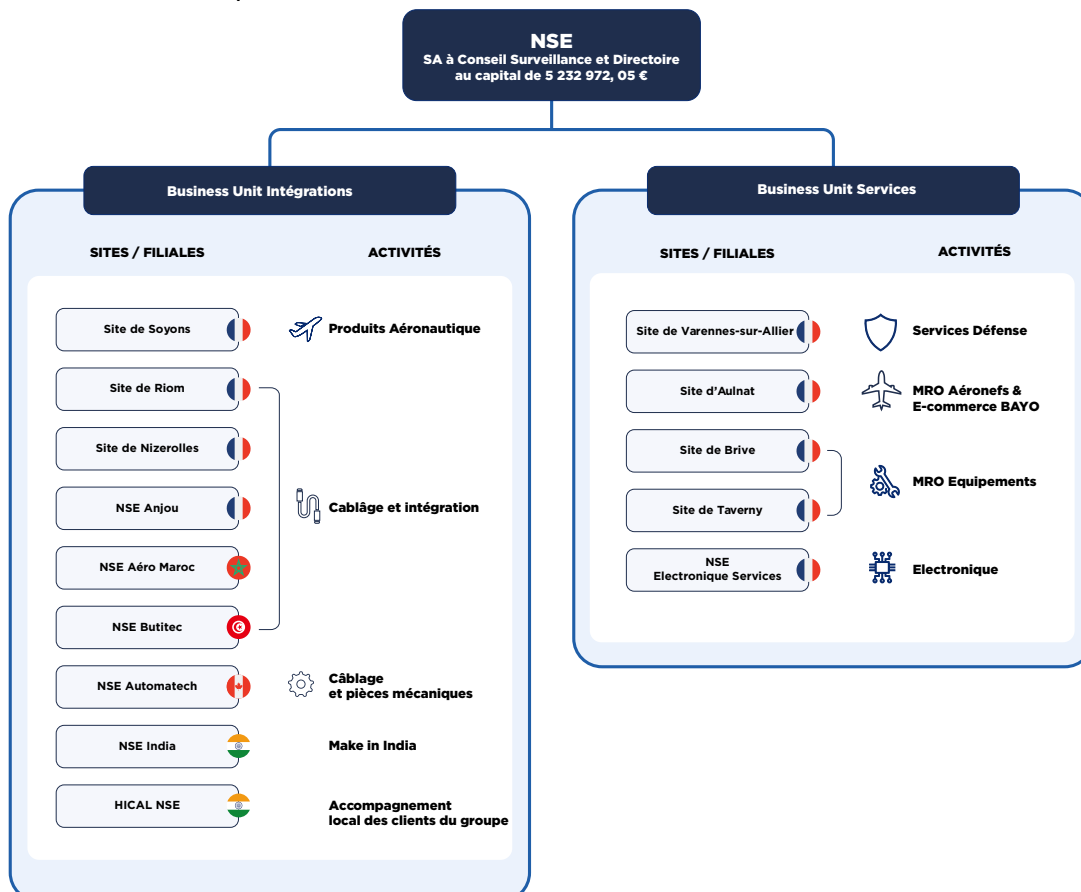 NSE
SA à Conseil Surveillance et Directoire
au capital de 5 232 972, 05 €
Business Unit Intégrations
SITES / FILIALES
ACTIVITÉS
Site de Soyons
Produits Aéronautique
Site de Riom
Site de Nizerolles
NSE Anjou
Cablâge et intégration
NSE Aéro Maroc
NSE Butitec
NSE Automatech
Câblage
et pièces mécaniques
NSE India
Make in India
HICAL NSE
Accompagnement
local des clients du groupe
Business Unit Services
SITES / FILIALES
ACTIVITÉS
Site de Varennes-sur-Allier
Services Défense
Site d’Aulnat
MRO Aéronefs &
E-commerce BAYO
Site de Brive
MRO Equipements
Site de Taverny
NSE
Electronique Services
Electronique